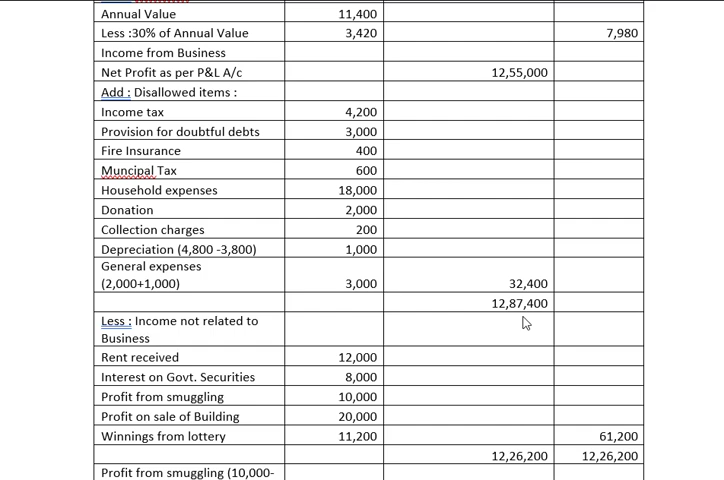 Annual Value 11,400
Less :30% of Annual Value 3,420 7,980
Income from Business
Net Profit as per P&L A/c 12,55,000
Add : Disallowed items :
Income tax 4,200
Provision for doubtful debts 3,000
Fire Insurance 400
Muncipal Tax 600
Household expenses 18,000
Donation 2,000
Collection charges 200
Depreciation (4,800 -3,800) 1,000
General expenses
(2,000+1,000) 3,000 32,400
12,87,400
Less : Income not related to
Business
Rent received 12,000
Interest on Govt. Securities 8,000
Profit from smuggling 10,000
Profit on sale of Building 20,000
Winnings from lottery 11,200 61,200
12,26,200 12,26,200
Profit from smuggling (10,000-